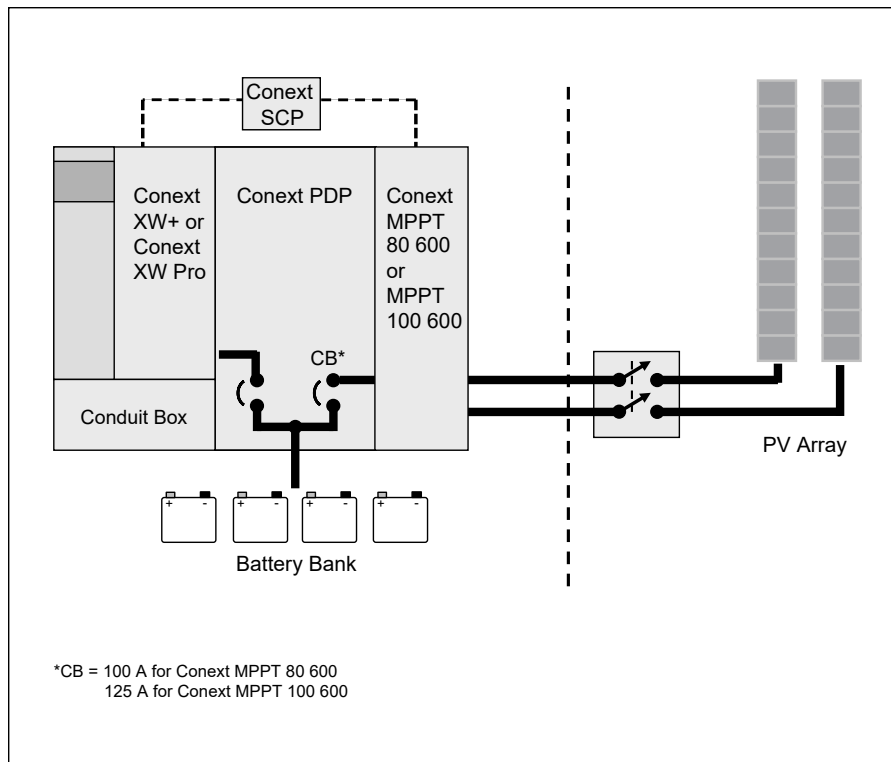 Conext
SCP
Conext
XW+ or
Conext
XW Pro
Conext PDP
Conext
MPPT
80 600
or
MPPT
100 600
CB*
Conduit Box
PV Array
+ - + - + - + -
Battery Bank
*CB = 100 A for Conext MPPT 80 600
125 A for Conext MPPT 100 600